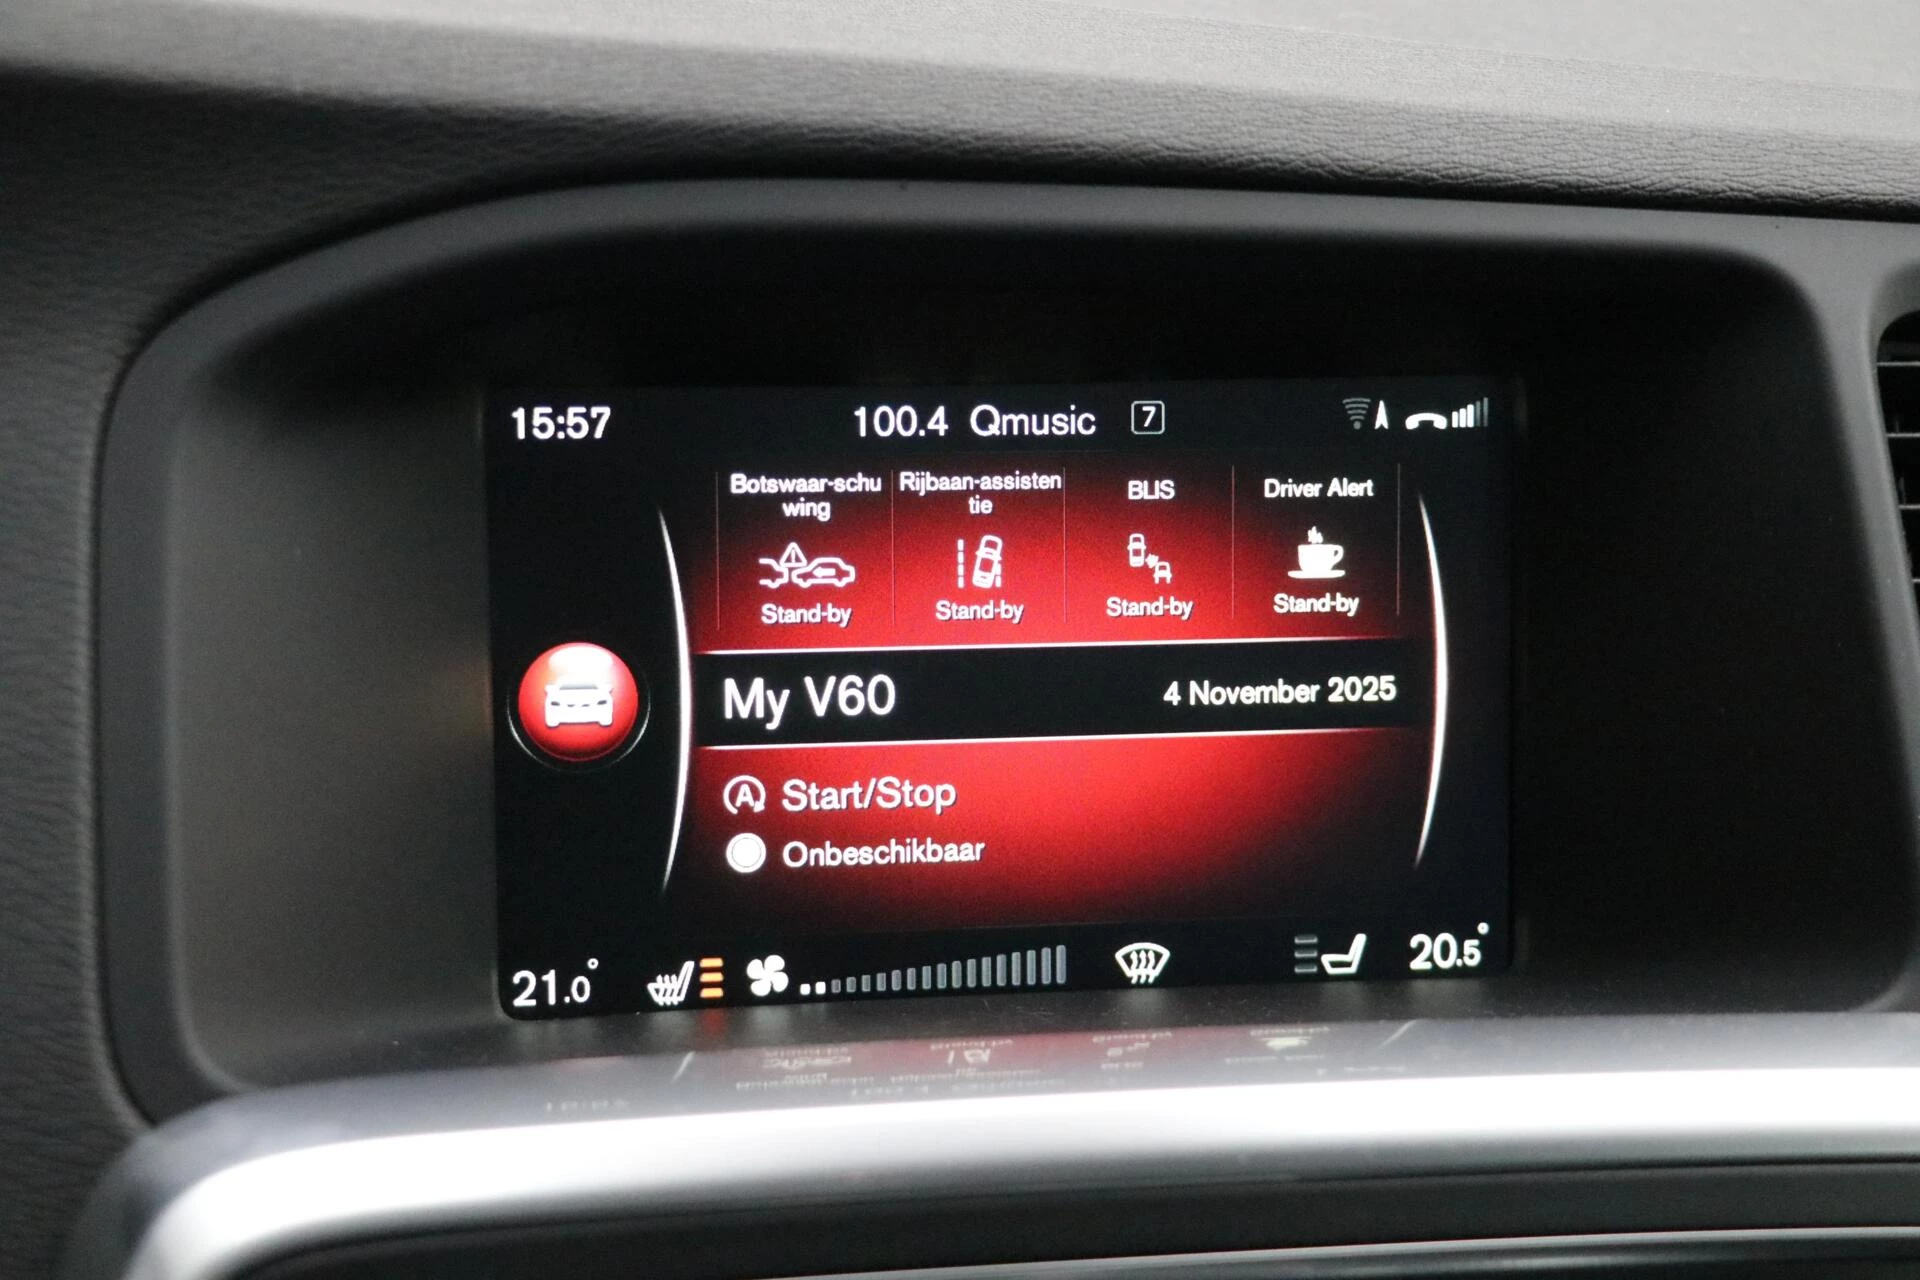 15:57 100.4 Qmusic 7
Botswaar-schu
wing
Rijbaan-assisten
tie
BLIS
Driver Alert
Stand-by Stand-by Stand-by Stand-by
My V60 4 November 2025
A Start/Stop
Onbeschikbaar
21.0° 20.5°